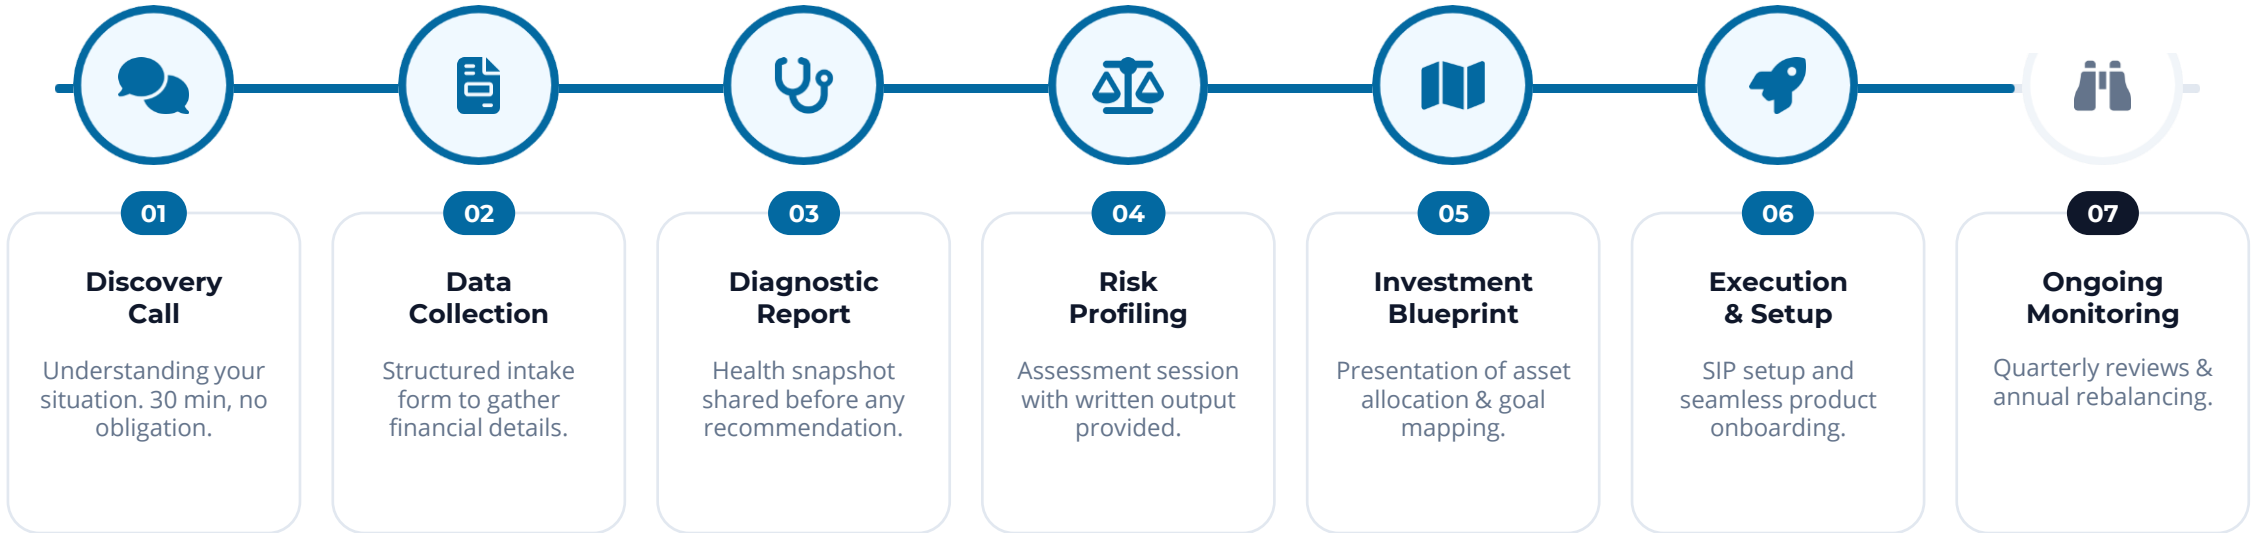 01
Discovery
Call
Understanding your
situation. 30 min, no
obligation.
02
Data
Collection
Structured intake
form to gather
financial details.
03
Diagnostic
Report
Health snapshot
shared before any
recommendation.
04
Risk
Profiling
Assessment session
with written output
provided.
05
Investment
Blueprint
Presentation of asset
allocation & goal
mapping.
06
Execution
& Setup
SIP setup and
seamless product
onboarding.
07
Ongoing
Monitoring
Quarterly reviews &
annual rebalancing.